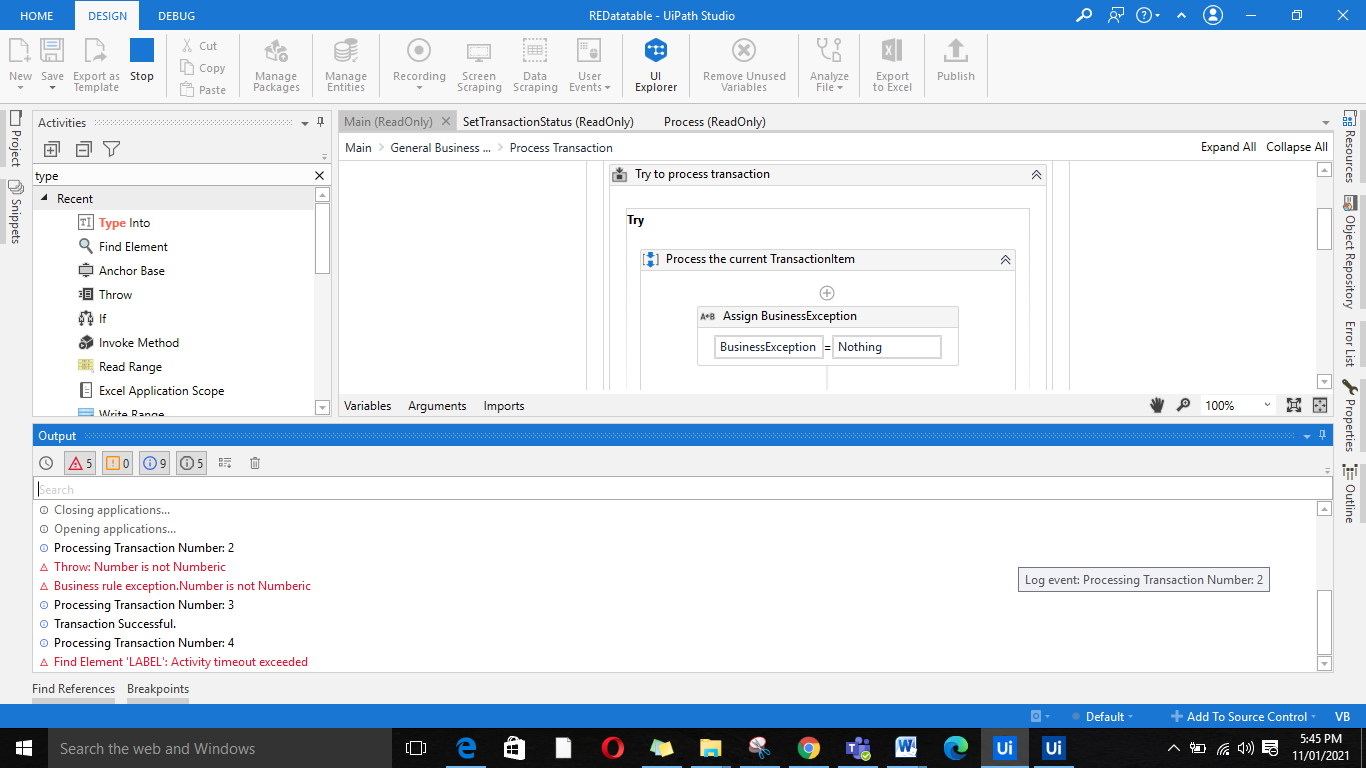 HOME DESIGN DEBUG REDatatable - UiPath Studio
New Save Export as Template Stop Cut Copy Paste Manage Packages Manage Entities Recording Screen Scraping Data Scraping User Events UI Explorer Remove Unused Variables Analyze File Export to Excel Publish
Project
Snippets
Activities
type
Recent
Type Into
Find Element
Anchor Base
Throw
If
Invoke Method
Read Range
Excel Application Scope
Write Range
Main (ReadOnly) SetTransactionStatus (ReadOnly) Process (ReadOnly)
Main General Business ... Process Transaction Expand All Collapse All
Try to process transaction
Try
Process the current TransactionItem
A*B Assign BusinessException
BusinessException = Nothing
Variables Arguments Imports 100%
Resources
Object Repository
Error List
Properties
Outline
Output
5 0 9 5
Search
Closing applications...
Opening applications...
Processing Transaction Number: 2
Throw: Number is not Numberic
Business rule exception.Number is not Numberic
Processing Transaction Number: 3
Transaction Successful.
Processing Transaction Number: 4
Find Element 'LABEL': Activity timeout exceeded
Log event: Processing Transaction Number: 2
Find References Breakpoints
Default Add To Source Control VB
Search the web and Windows
Ui Ui
5:45 PM
11/01/2021